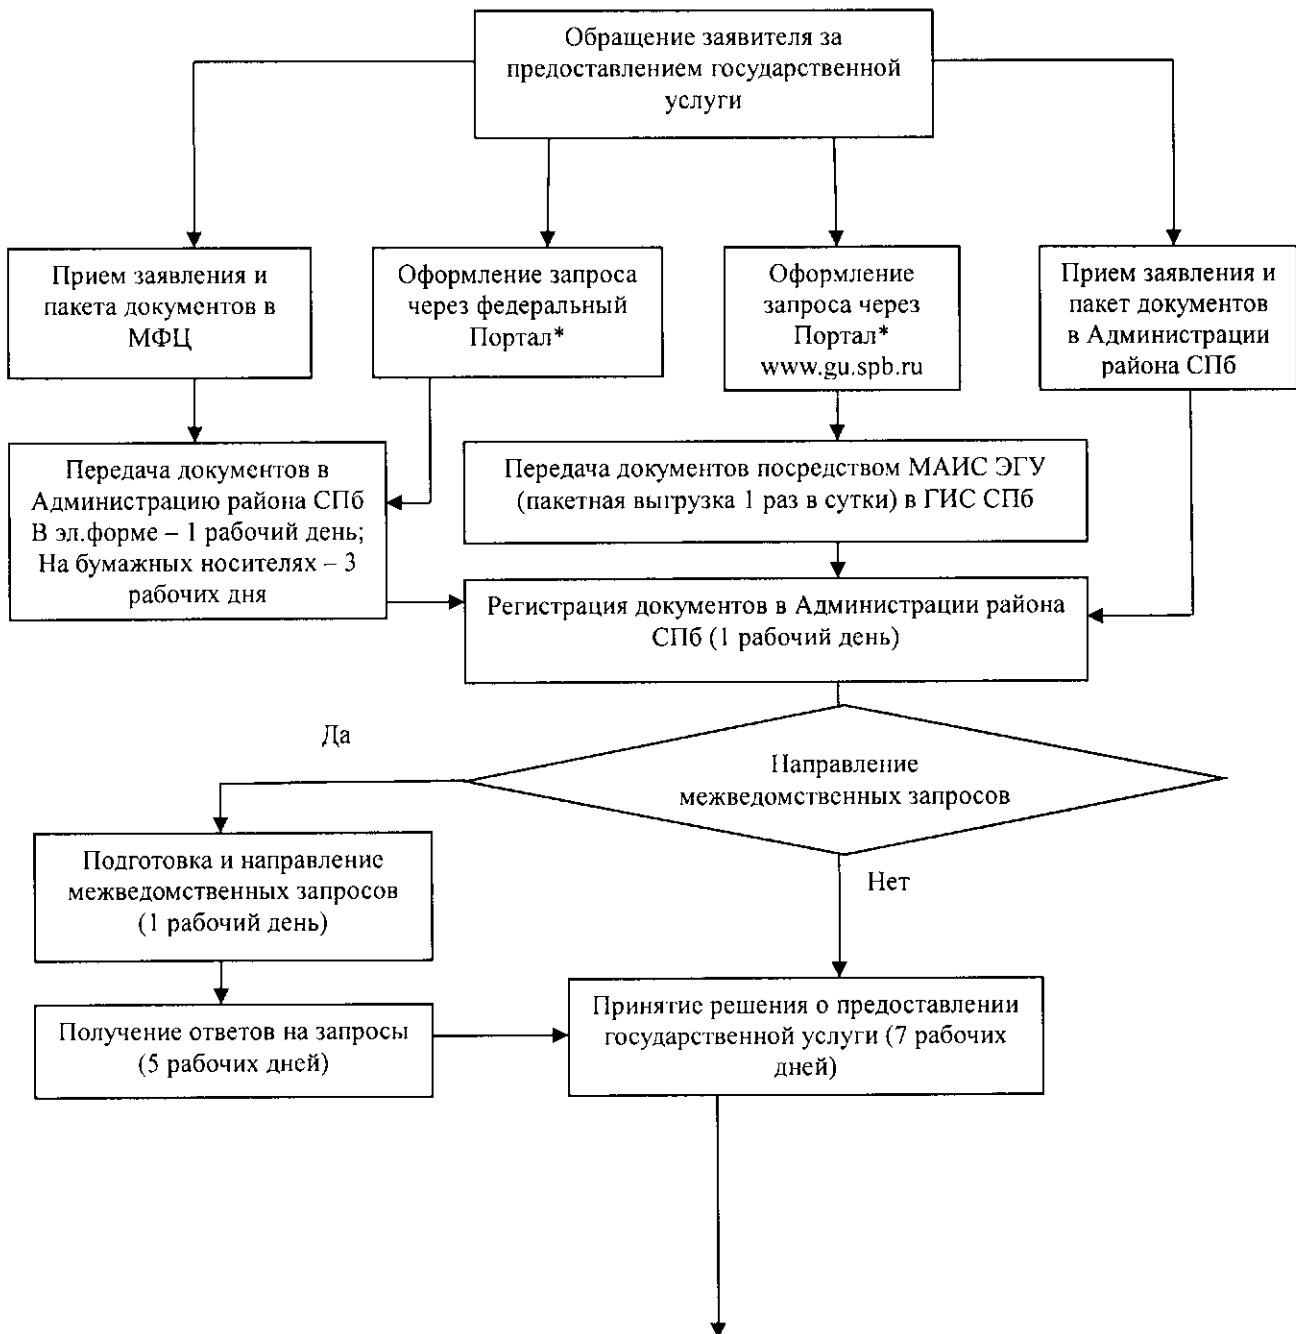 Обращение заявителя за
предоставлением государственной
услуги
Прием заявления и
пакета документов в
МФЦ
Оформление запроса
через федеральный
Портал*
Оформление
запроса через
Портал*
www.gu.spb.ru
Прием заявления и
пакет документов
в Администрации
района СПб
Передача документов в
Администрацию района СПб
В эл.форме – 1 рабочий день;
На бумажных носителях – 3
рабочих дня
Передача документов посредством МАИС ЭГУ
(пакетная выгрузка 1 раз в сутки) в ГИС СПб
Регистрация документов в Администрации района
СПб (1 рабочий день)
Да
Направление
межведомственных запросов
Подготовка и направление
межведомственных запросов
(1 рабочий день)
Нет
Получение ответов на запросы
(5 рабочих дней)
Принятие решения о предоставлении
государственной услуги (7 рабочих
дней)